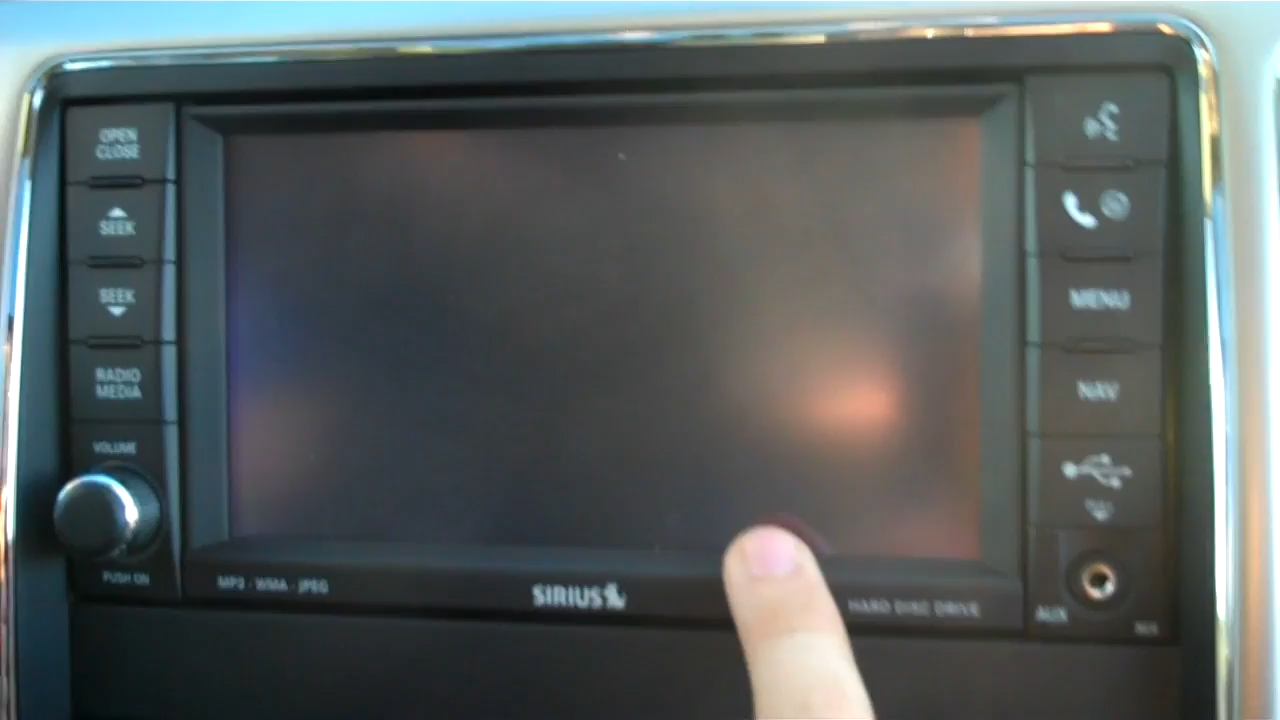 OPEN
CLOSE
SEEK
SEEK
RADIO
MEDIA
VOLUME
PUSH ON
MP3 · WMA · JPEG
SIRIUS
HARD DISC DRIVE
MENU
NAV
AUX